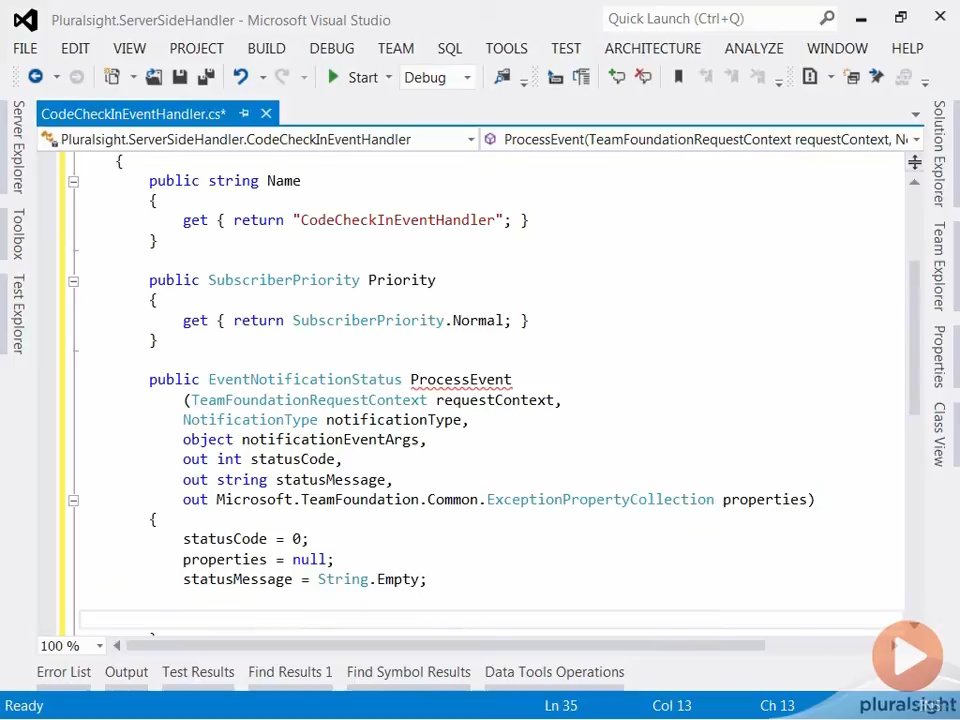 Pluralsight.ServerSideHandler - Microsoft Visual Studio
Quick Launch (Ctrl+Q)
FILE EDIT VIEW PROJECT BUILD DEBUG TEAM SQL TOOLS TEST ARCHITECTURE ANALYZE WINDOW HELP
Start Debug
CodeCheckInEventHandler.cs*
Pluralsight.ServerSideHandler.CodeCheckInEventHandler
ProcessEvent(TeamFoundationRequestContext requestContext, No
Server Explorer
Toolbox
Test Explorer
{
public string Name
{
get { return "CodeCheckInEventHandler"; }
}
public SubscriberPriority Priority
{
get { return SubscriberPriority.Normal; }
}
public EventNotificationStatus ProcessEvent
(TeamFoundationRequestContext requestContext,
NotificationType notificationType,
object notificationEventArgs,
out int statusCode,
out string statusMessage,
out Microsoft.TeamFoundation.Common.ExceptionPropertyCollection properties)
{
statusCode = 0;
properties = null;
statusMessage = String.Empty;
}
Solution Explorer
Team Explorer
Properties
Class View
100 %
Error List Output Test Results Find Results 1 Find Symbol Results Data Tools Operations
Ready Ln 35 Col 13 Ch 13
pluralsight